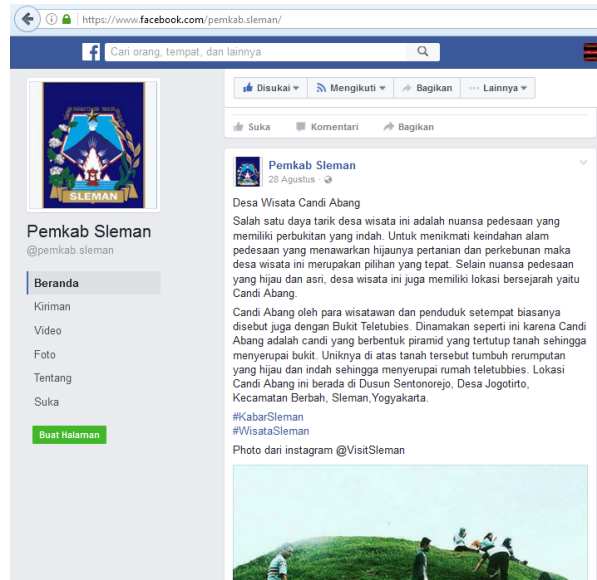 https://www.facebook.com/pemkab.sleman/
Cari orang, tempat, dan lainnya
SLEMAN
Pemkab Sleman
@pemkab.sleman
Beranda
Kiriman
Video
Foto
Tentang
Suka
Buat Halaman
Disukai
Mengikuti
Bagikan
Lainnya
Suka
Komentari
Bagikan
Pemkab Sleman
28 Agustus
Desa Wisata Candi Abang
Salah satu daya tarik desa wisata ini adalah nuansa pedesaan yang
memiliki perbukitan yang indah. Untuk menikmati keindahan alam
pedesaan yang menawarkan hijaunya pertanian dan perkebunan maka
desa wisata ini merupakan pilihan yang tepat. Selain nuansa pedesaan
yang hijau dan asri, desa wisata ini juga memiliki lokasi bersejarah yaitu
Candi Abang.
Candi Abang oleh para wisatawan dan penduduk setempat biasanya
disebut juga dengan Bukit Teletubies. Dinamakan seperti ini karena Candi
Abang adalah candi yang berbentuk piramid yang tertutup tanah sehingga
menyerupai bukit. Uniknya di atas tanah tersebut tumbuh rerumputan
yang hijau dan indah sehingga menyerupai rumah teletubbies. Lokasi
Candi Abang ini berada di Dusun Sentonorejo, Desa Jogotirto,
Kecamatan Berbah, Sleman,Yogyakarta.
#KabarSleman
#WisataSleman
Photo dari instagram @VisitSleman